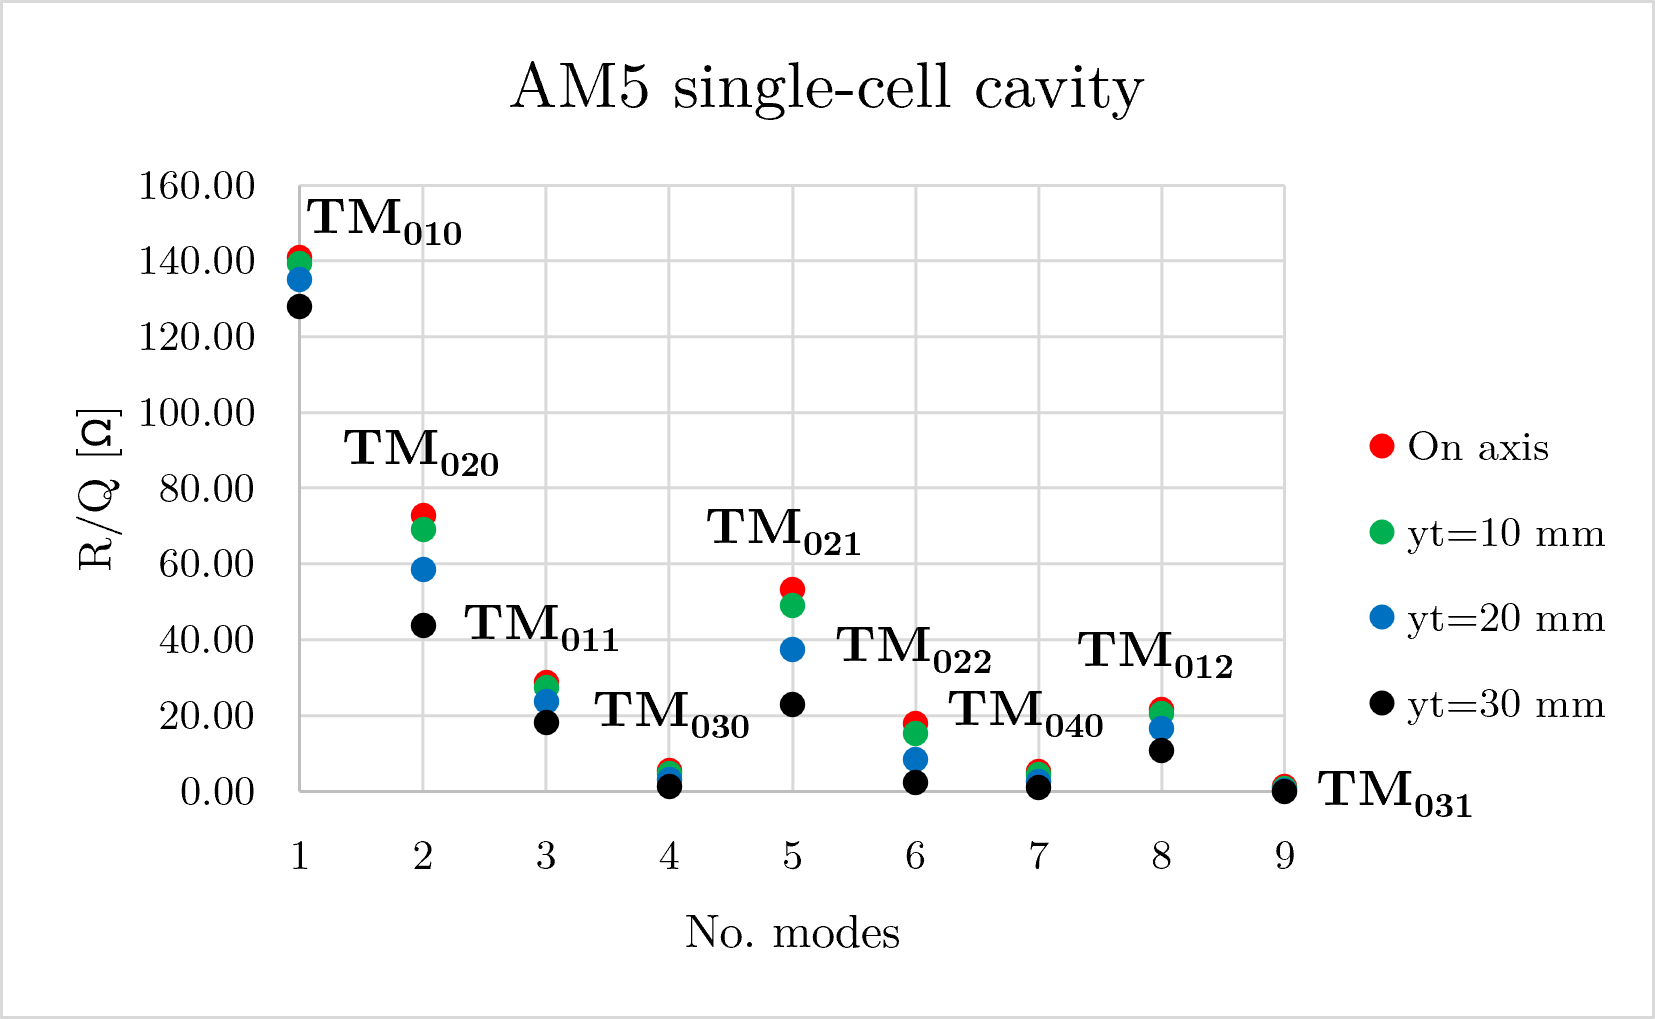 AM5 single-cell cavity
160.00
140.00
120.00
100.00
80.00
60.00
40.00
20.00
0.00
R/Q [Ω]
TM010
TM020
TM011
TM030
TM021
TM022
TM040
TM012
TM031
1 2 3 4 5 6 7 8 9
No. modes
On axis
yt=10 mm
yt=20 mm
yt=30 mm